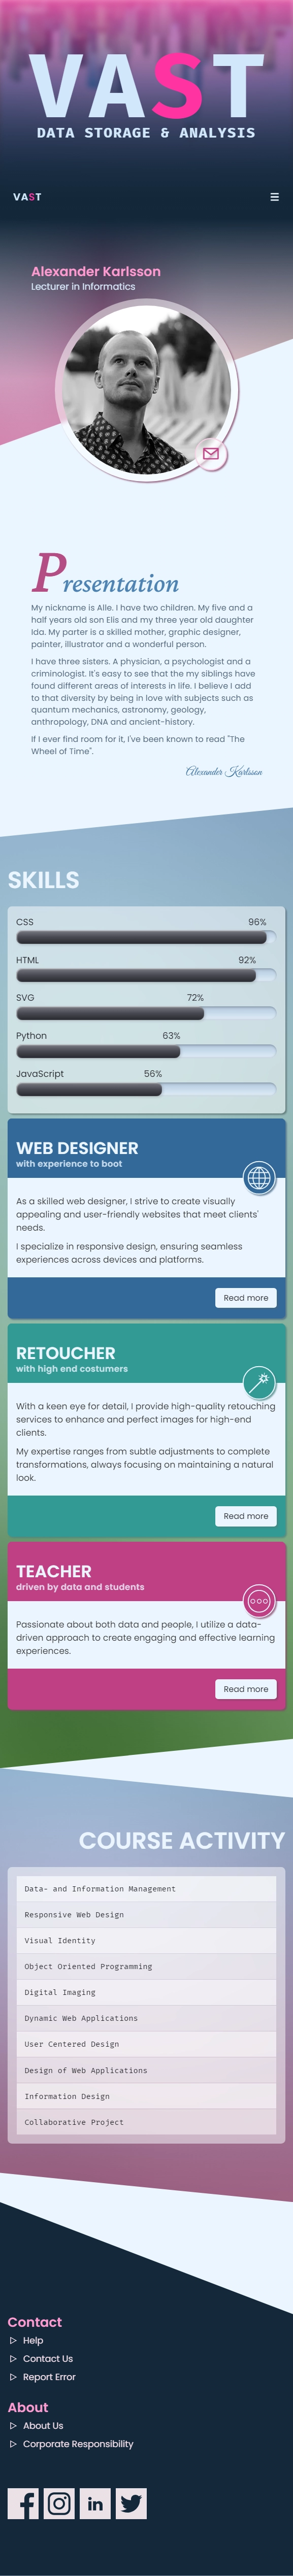 VAST
DATA STORAGE & ANALYSIS
VAST
Alexander Karlsson
Lecturer in Informatics
Presentation
My nickname is Alle. I have two children. My five and a
half years old son Elis and my three year old daughter
Ida. My parter is a skilled mother, graphic designer,
painter, illustrator and a wonderful person.
I have three sisters. A physician, a psychologist and a
criminologist. It's easy to see that the my siblings have
found different areas of interests in life. I believe I add
to that diversity by being in love with subjects such as
quantum mechanics, astronomy, geology,
anthropology, DNA and ancient-history.
If I ever find room for it, I've been known to read "The
Wheel of Time".
Alexander Karlsson
SKILLS
CSS 96%
HTML 92%
SVG 72%
Python 63%
JavaScript 56%
WEB DESIGNER
with experience to boot
As a skilled web designer, I strive to create visually
appealing and user-friendly websites that meet clients'
needs.
I specialize in responsive design, ensuring seamless
experiences across devices and platforms.
Read more
RETOUCHER
with high end costumers
With a keen eye for detail, I provide high-quality retouching
services to enhance and perfect images for high-end
clients.
My expertise ranges from subtle adjustments to complete
transformations, always focusing on maintaining a natural
look.
Read more
TEACHER
driven by data and students
Passionate about both data and people, I utilize a data-
driven approach to create engaging and effective learning
experiences.
Read more
COURSE ACTIVITY
Data- and Information Management
Responsive Web Design
Visual Identity
Object Oriented Programming
Digital Imaging
Dynamic Web Applications
User Centered Design
Design of Web Applications
Information Design
Collaborative Project
Contact
Help
Contact Us
Report Error
About
About Us
Corporate Responsibility